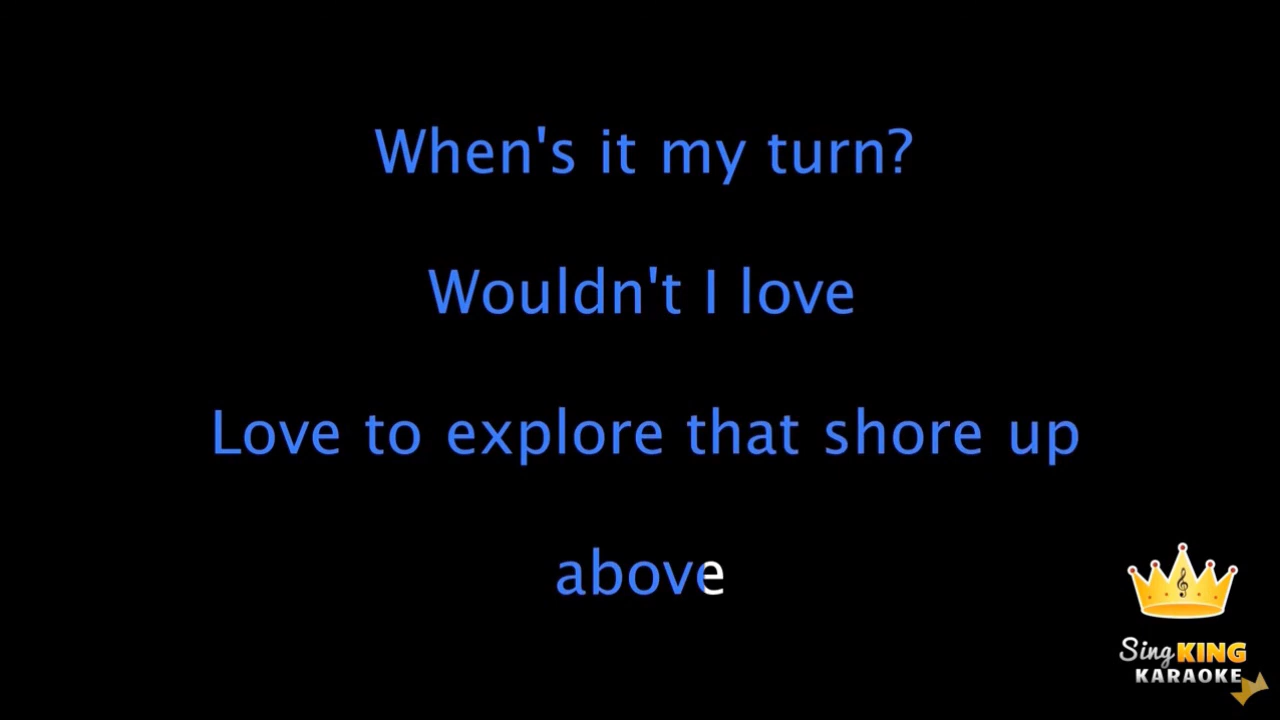 When's it my turn?
Wouldn't I love
Love to explore that shore up
above
Sing KING
KARAOKE